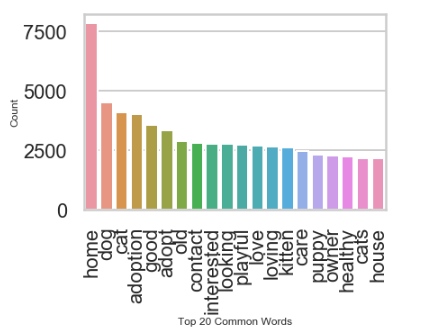 7500
5000
2500
0
Count
home
dog
cat
adoption
good
adopt
old
contact
interested
looking
playful
love
loving
kitten
care
puppy
owner
healthy
cats
house
Top 20 Common Words